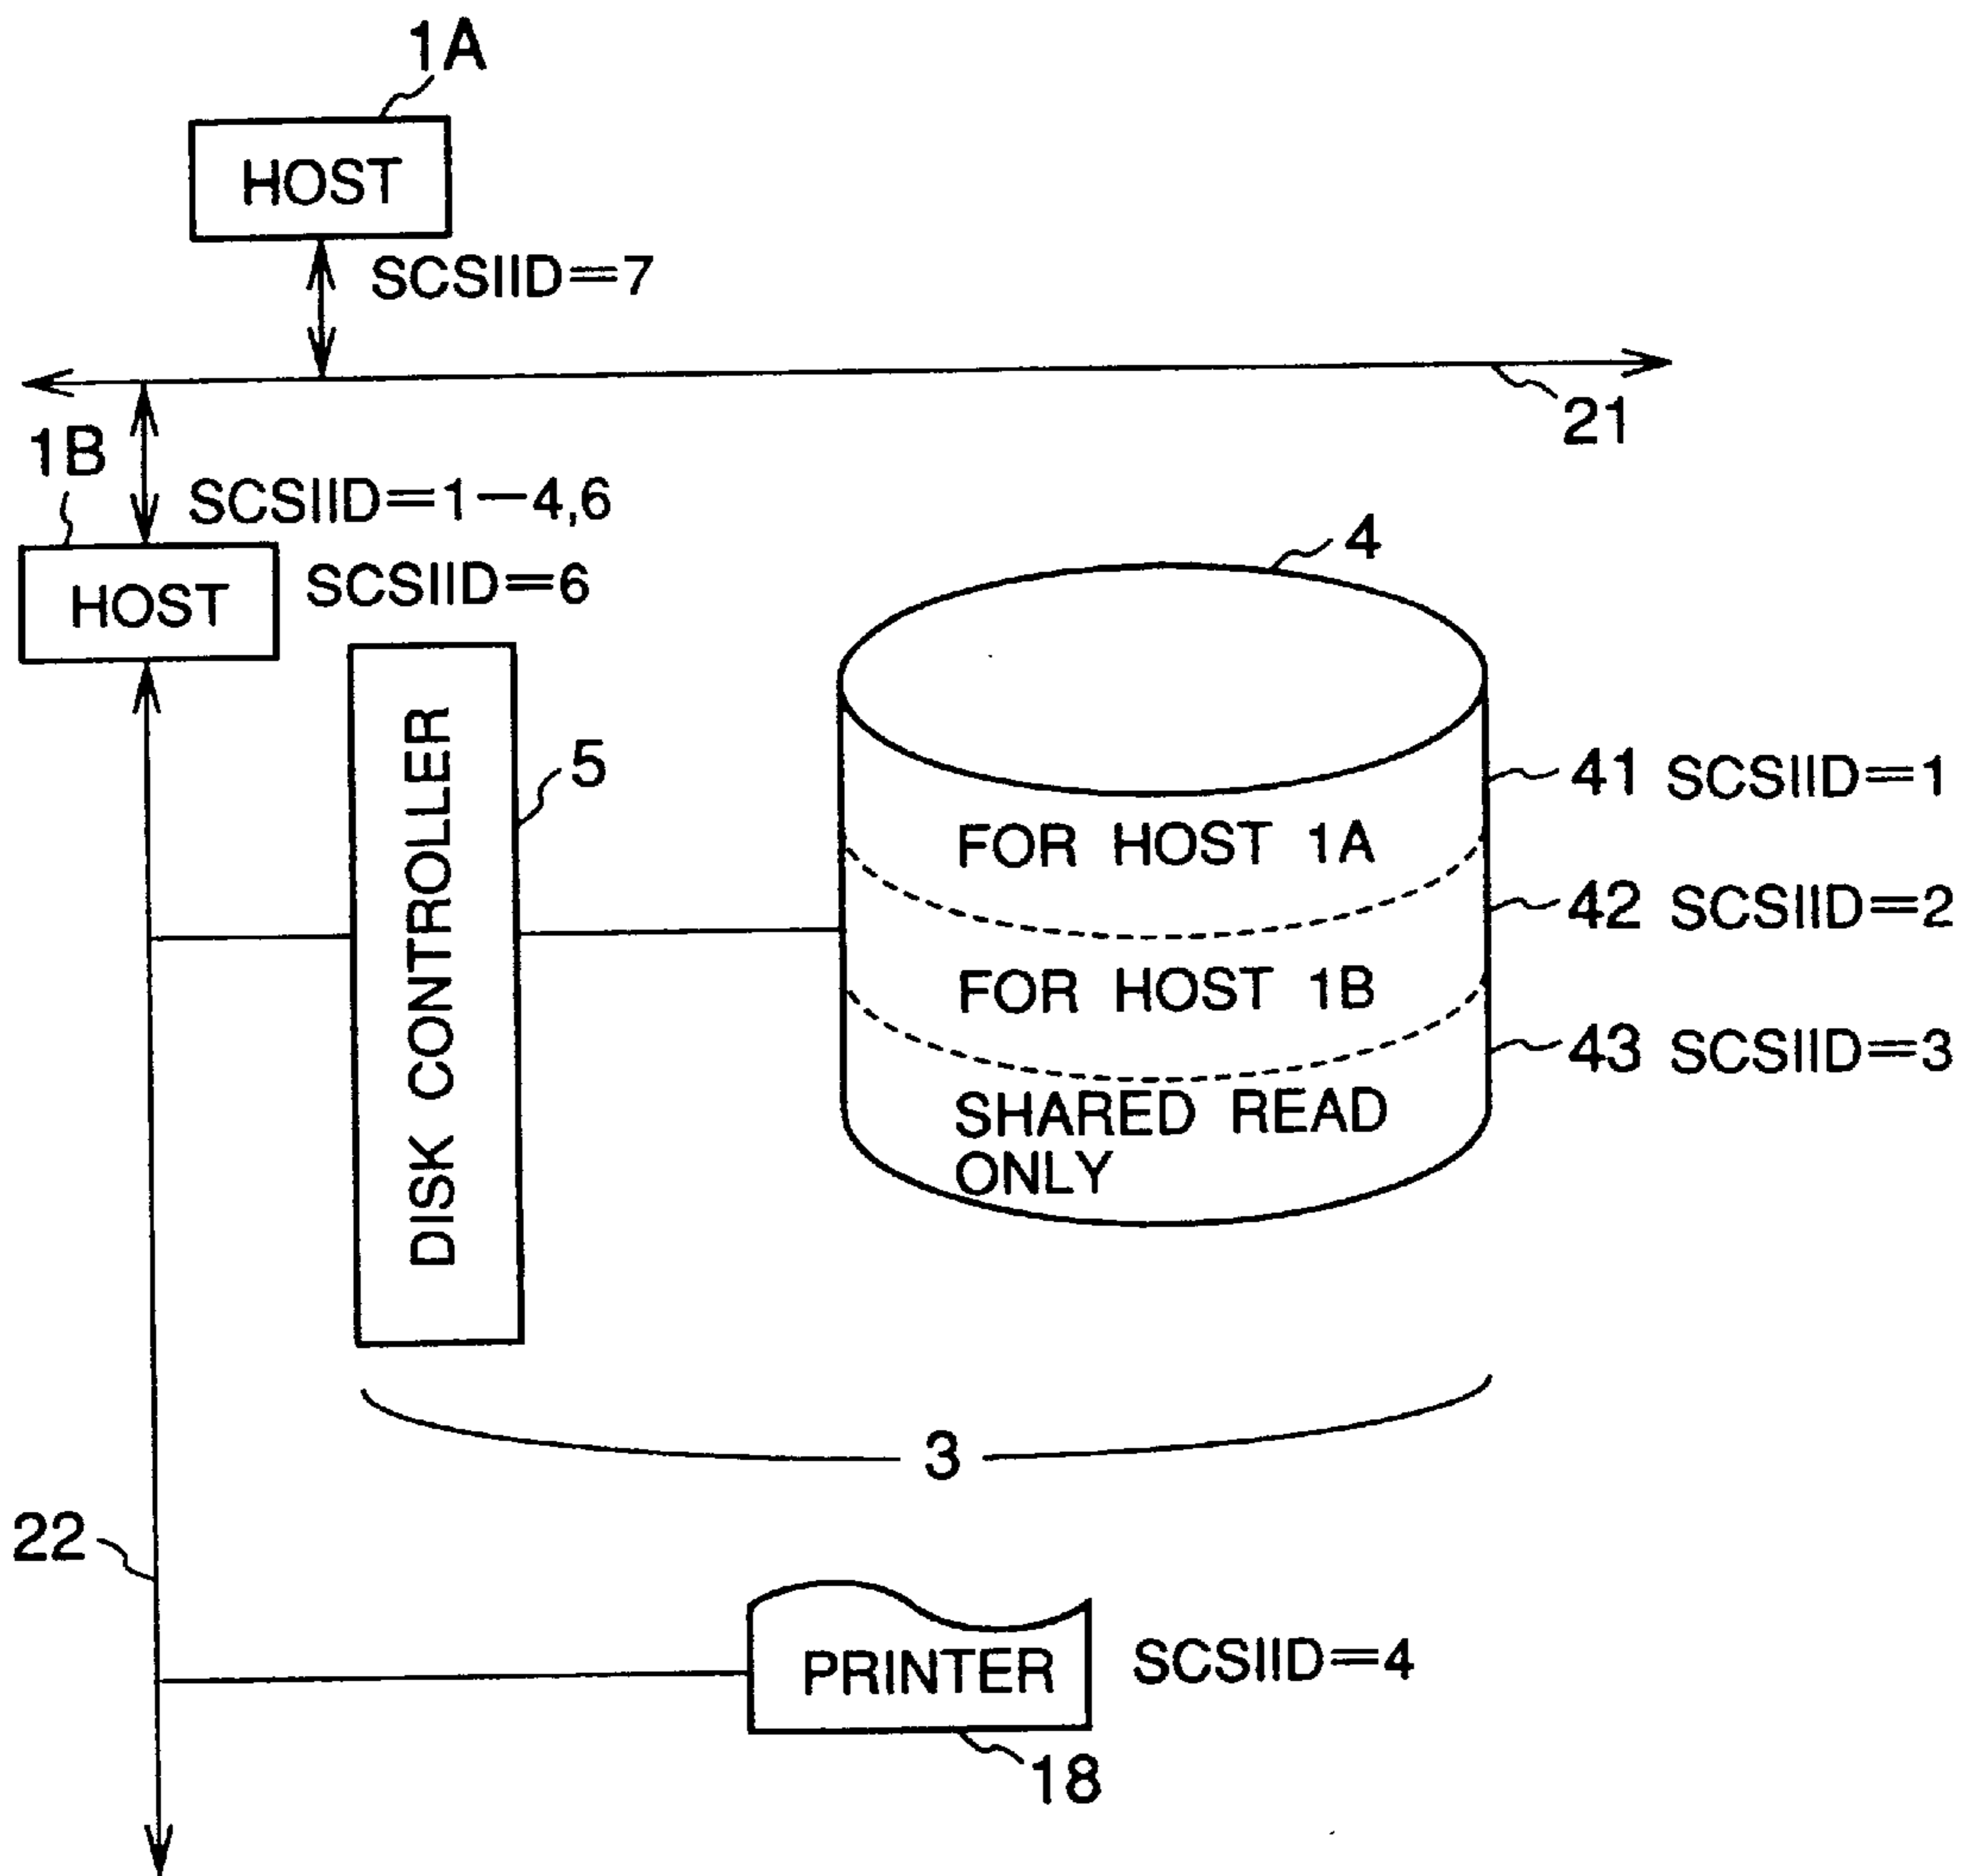 1A
HOST
SCSIID=7
21
1B
SCSIID=1-4,6
HOST
SCSIID=6
4
DISK CONTROLLER
5
41 SCSIID=1
FOR HOST 1A
42 SCSIID=2
FOR HOST 1B
43 SCSIID=3
SHARED READ
ONLY
3
22
PRINTER
SCSIID=4
18